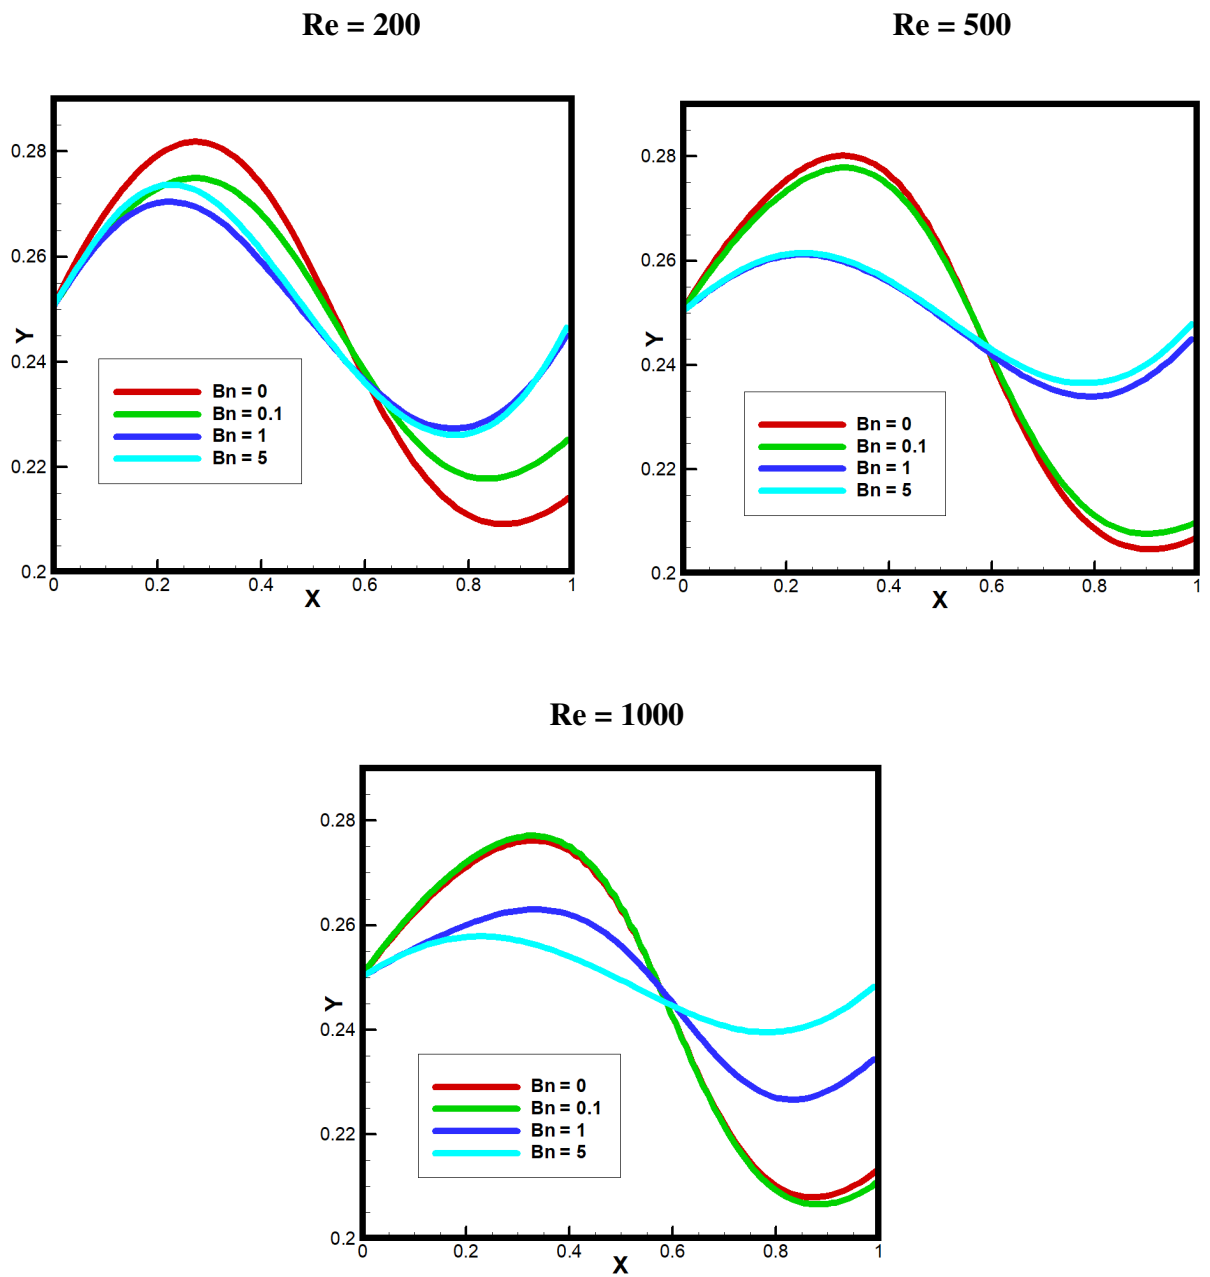 Re = 200
Re = 500
0.28
0.26
Y
0.24
Bn = 0
Bn = 0.1
Bn = 1
Bn = 5
0.22
0.2
0 0.2 0.4 0.6 0.8 1
X
0.28
0.26
Y
0.24
Bn = 0
Bn = 0.1
Bn = 1
Bn = 5
0.22
0.2
0 0.2 0.4 0.6 0.8 1
X
Re = 1000
0.28
0.26
Y
0.24
Bn = 0
Bn = 0.1
Bn = 1
Bn = 5
0.22
0.2
0 0.2 0.4 0.6 0.8 1
X